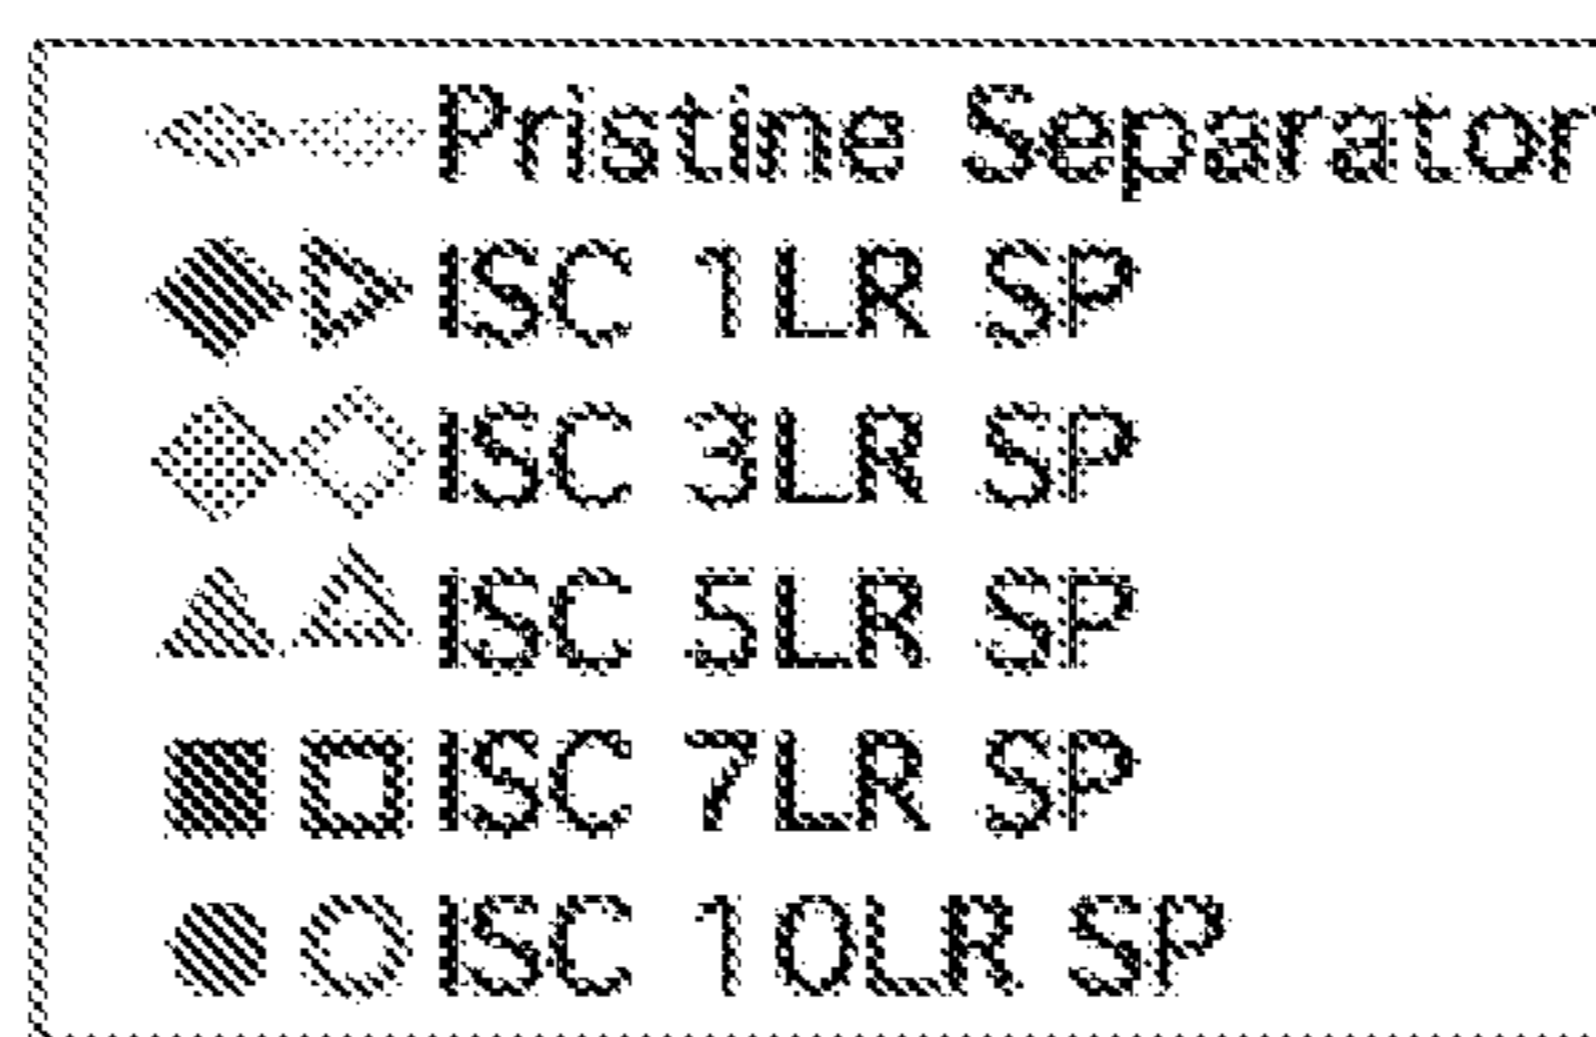 Pristine Separator
ISC 1LR SP
ISC 3LR SP
ISC 5LR SP
ISC 7LR SP
ISC 10LR SP